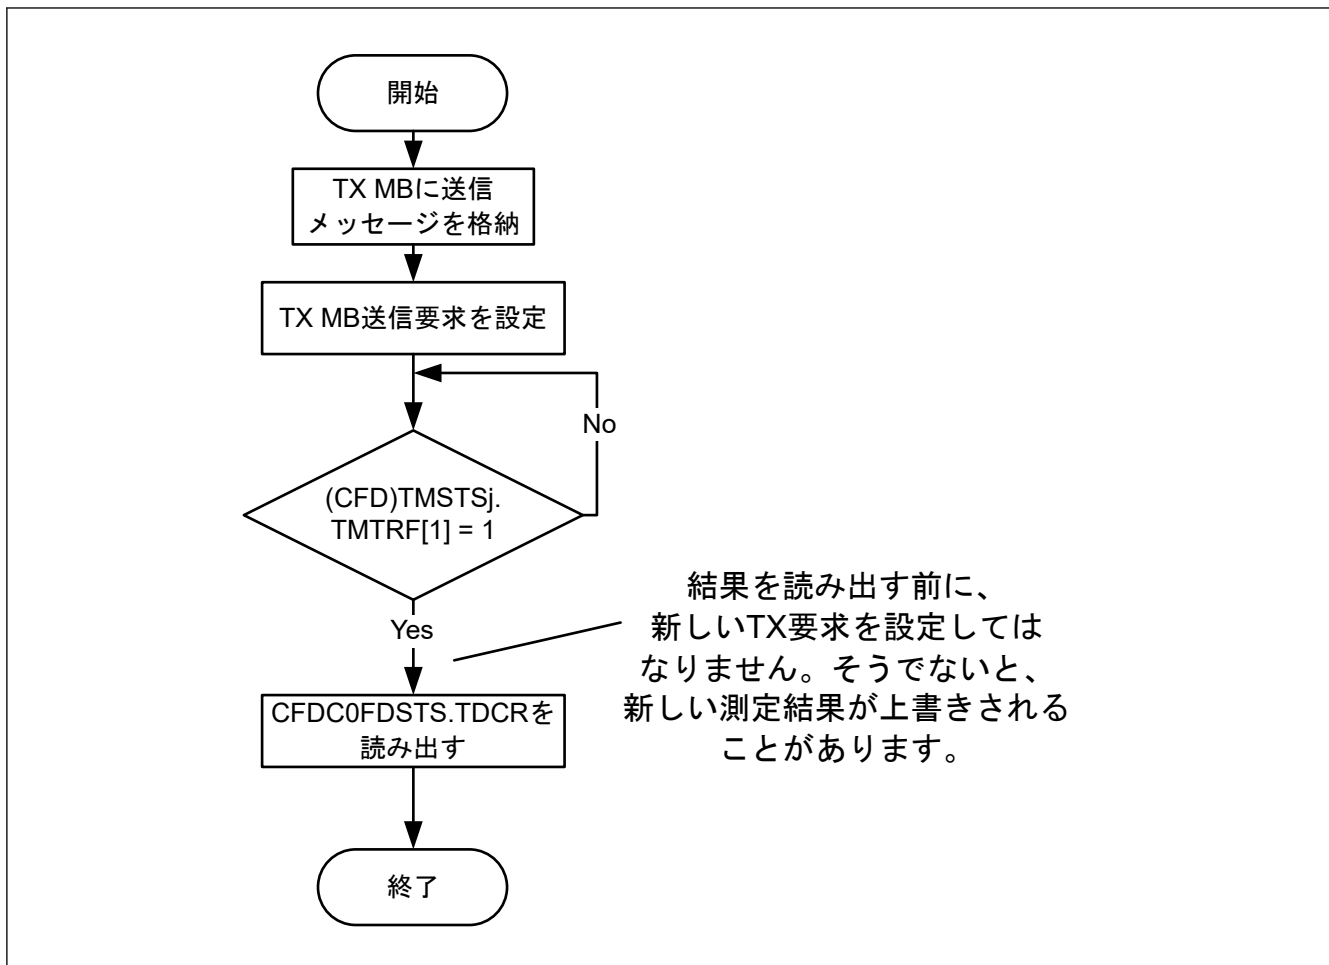 開始
TX MBに送信
メッセージを格納
TX MB送信要求を設定
No
(CFD)TMSTSj.
TMTRF[1] = 1
Yes
結果を読み出す前に、
新しいTX要求を設定しては
なりません。そうでないと、
新しい測定結果が上書きされる
ことがあります。
CFDC0FDSTS.TDCRを
読み出す
終了